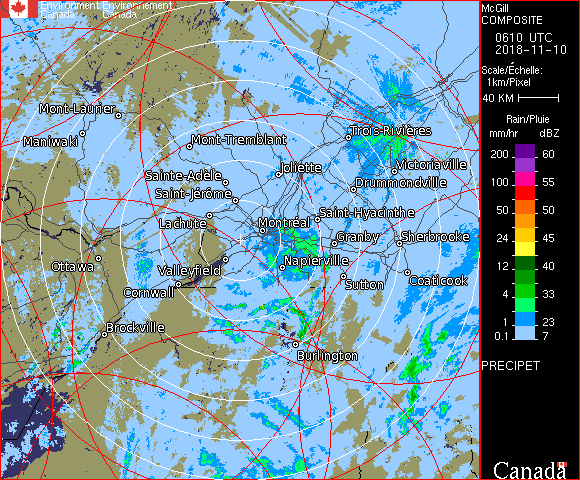 Environment Environnement
Canada Canada
McGill
COMPOSITE
0610 UTC
2018-11-10
Scale/Échelle:
1km/Pixel
40 KM
Rain/Pluie
mm/hr dBZ
200 60
100 55
50 50
24 45
12 40
4 33
1 23
0.1 7
PRECIPET
Mont-Laurier
Maniwaki
Mont-Tremblant
Trois-Rivières
Joliette
Victoriaville
Sainte-Adèle
Drummondville
Saint-Jérôme
Saint-Hyacinthe
Lachute
Montréal
Granby
Sherbrooke
Ottawa
Valleyfield
Napierville
Coaticook
Sutton
Cornwall
Brockville
Burlington
Canada